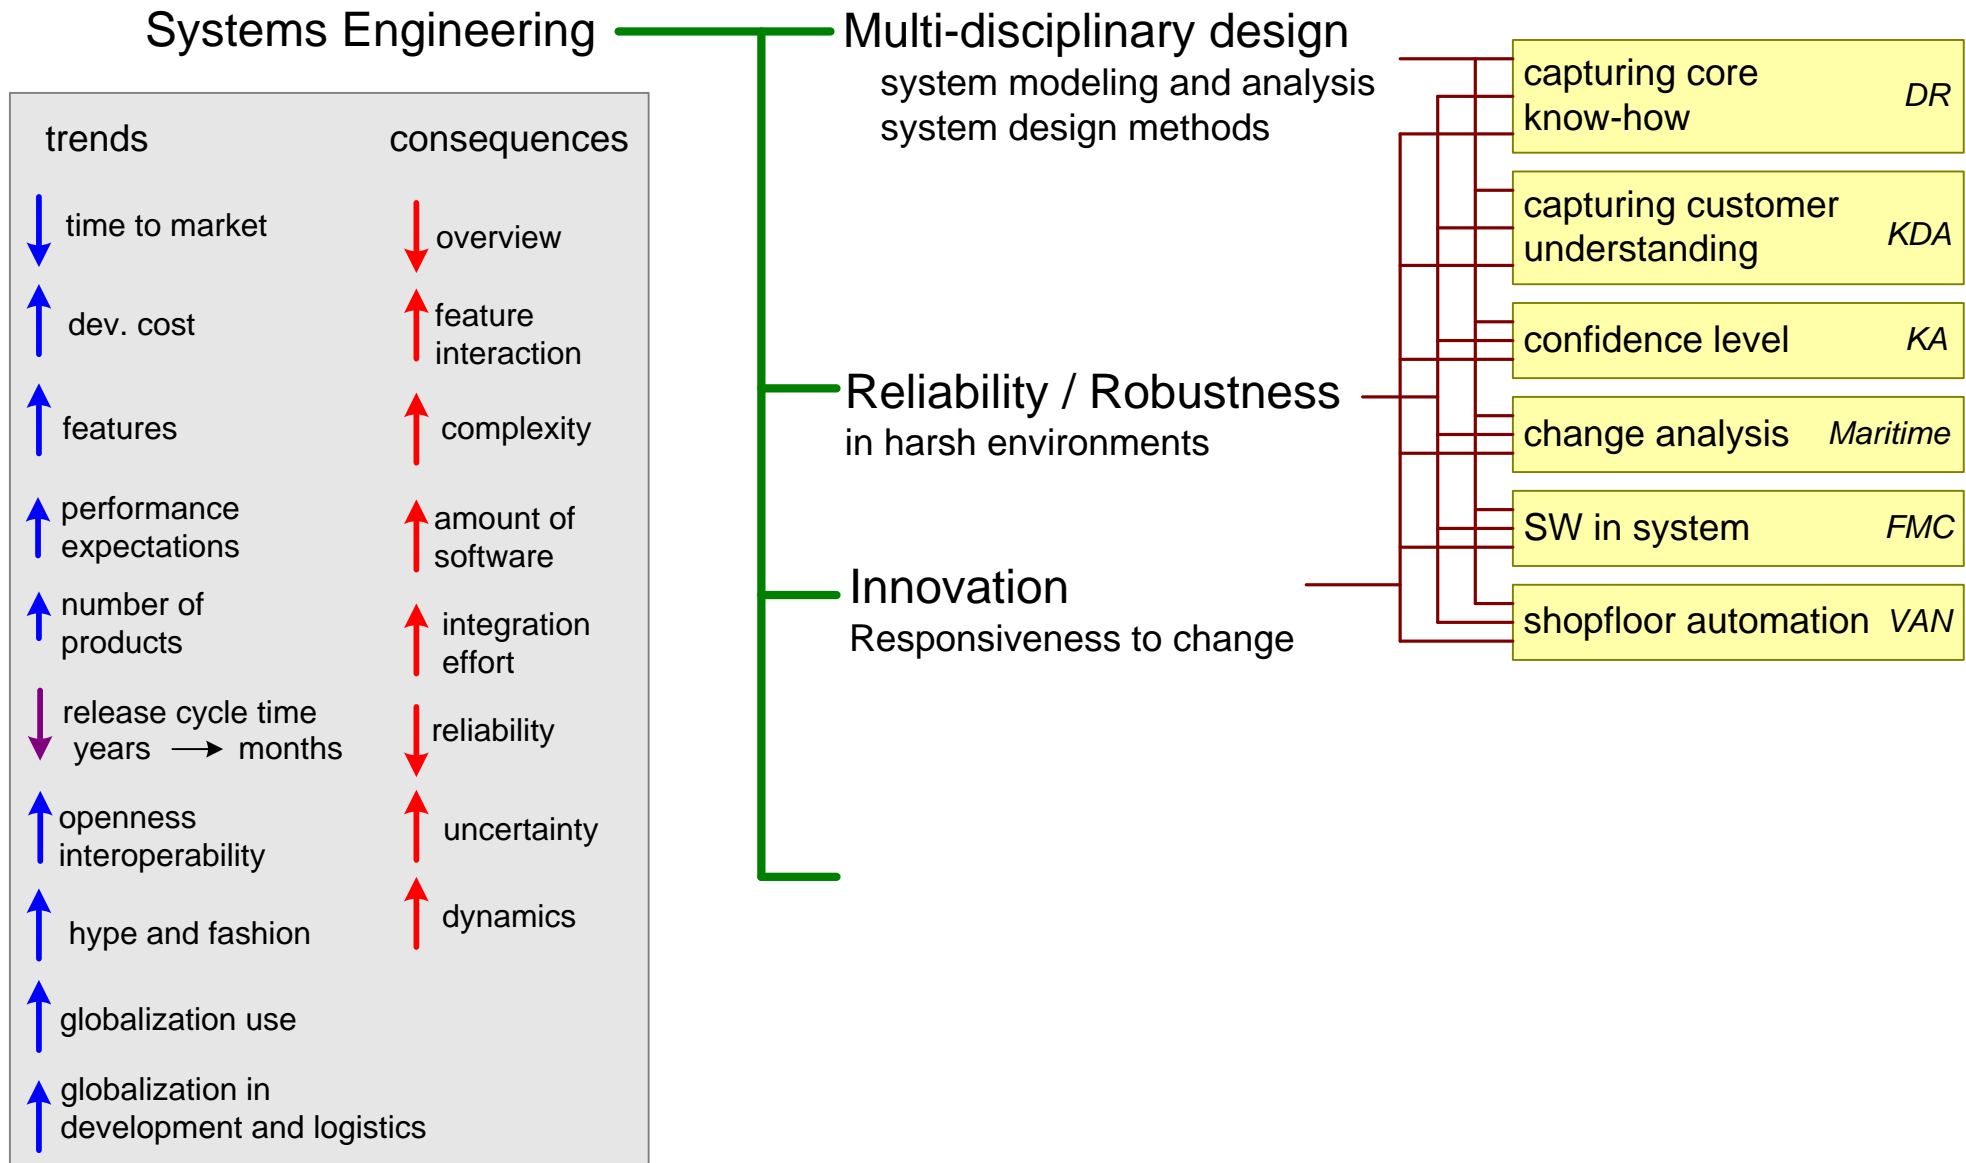 Systems Engineering
trends
consequences
time to market
dev. cost
features
performance
expectations
number of
products
release cycle time
years months
openness
interoperability
hype and fashion
globalization use
globalization in
development and logistics
overview
feature
interaction
complexity
amount of
software
integration
effort
reliability
uncertainty
dynamics
Multi-disciplinary design
system modeling and analysis
system design methods
Reliability / Robustness
in harsh environments
Innovation
Responsiveness to change
capturing core
know-how
DR
capturing customer
understanding
KDA
confidence level KA
change analysis Maritime
SW in system FMC
shopfloor automation VAN